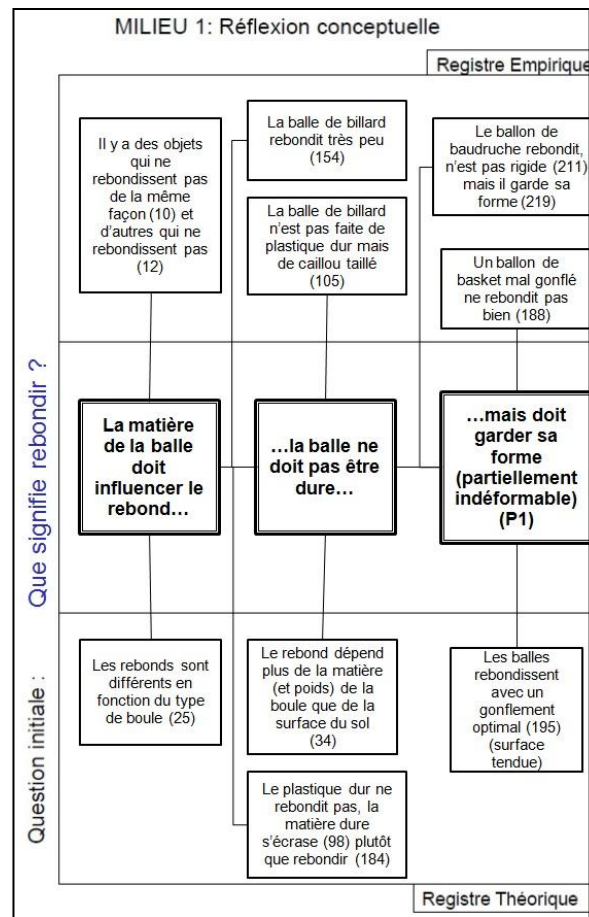 MILIEU 1: Réflexion conceptuelle
Registre Empirique
Il y a des objets
qui ne
rebondissent pas
de la même
façon (10) et
d'autres qui ne
rebondissent pas
(12)
La balle de billard
rebondit très peu
(154)
La balle de billard
n'est pas faite de
plastique dur mais
de caillou taillé
(105)
Le ballon de
baudruche rebondit,
n'est pas rigide (211)
mais il garde sa
forme (219)
Un ballon de
basket mal gonflé
ne rebondit pas
bien (188)
Question initiale : Que signifie rebondir ?
La matière
de la balle
doit
influencer le
rebond…
…la balle ne
doit pas être
dure…
…mais doit
garder sa
forme
(partiellement
indéformable)
(P1)
Les rebonds sont
différents en
fonction du type
de boule (25)
Le rebond dépend
plus de la matière
(et poids) de la
boule que de la
surface du sol
(34)
Le plastique dur ne
rebondit pas, la
matière dure
s'écrase (98) plutôt
que rebondir (184)
Les balles
rebondissent
avec un
gonflement
optimal (195)
(surface
tendue)
Registre Théorique